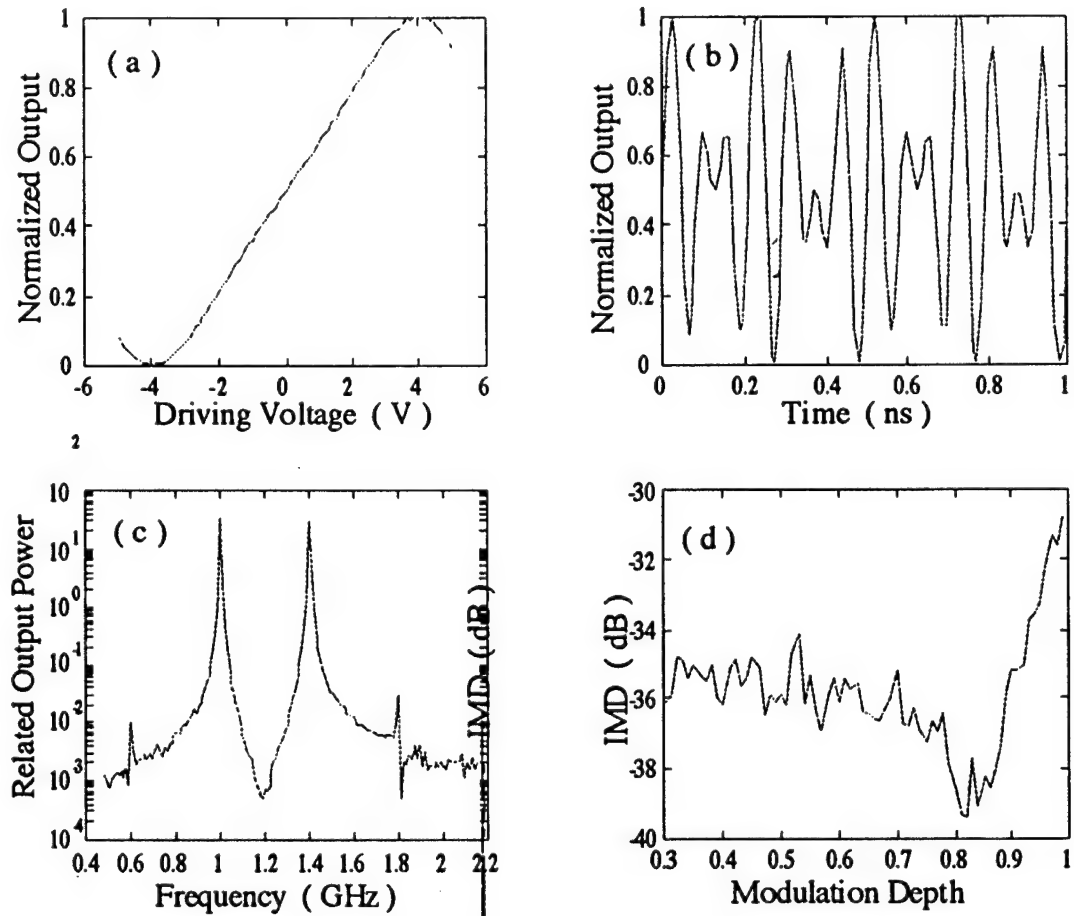 ( a )
Normalized Output
1
0.8
0.6
0.4
0.2
0
-6 -4 -2 0 2 4 6
Driving Voltage ( V )
( b )
Normalized Output
1
0.8
0.6
0.4
0.2
0
0 0.2 0.4 0.6 0.8 1
Time ( ns )
2
( c )
Related Output Power
10
10^1
10^0
10^-1
10^-2
10^-3
10^4
0.4 0.6 0.8 1.0 1.2 1.4 1.6 1.8 2 2.2
Frequency ( GHz )
IMD ( dB )
( d )
IMD ( dB )
-30
-32
-34
-36
-38
-40
0.3 0.4 0.5 0.6 0.7 0.8 0.9 1
Modulation Depth